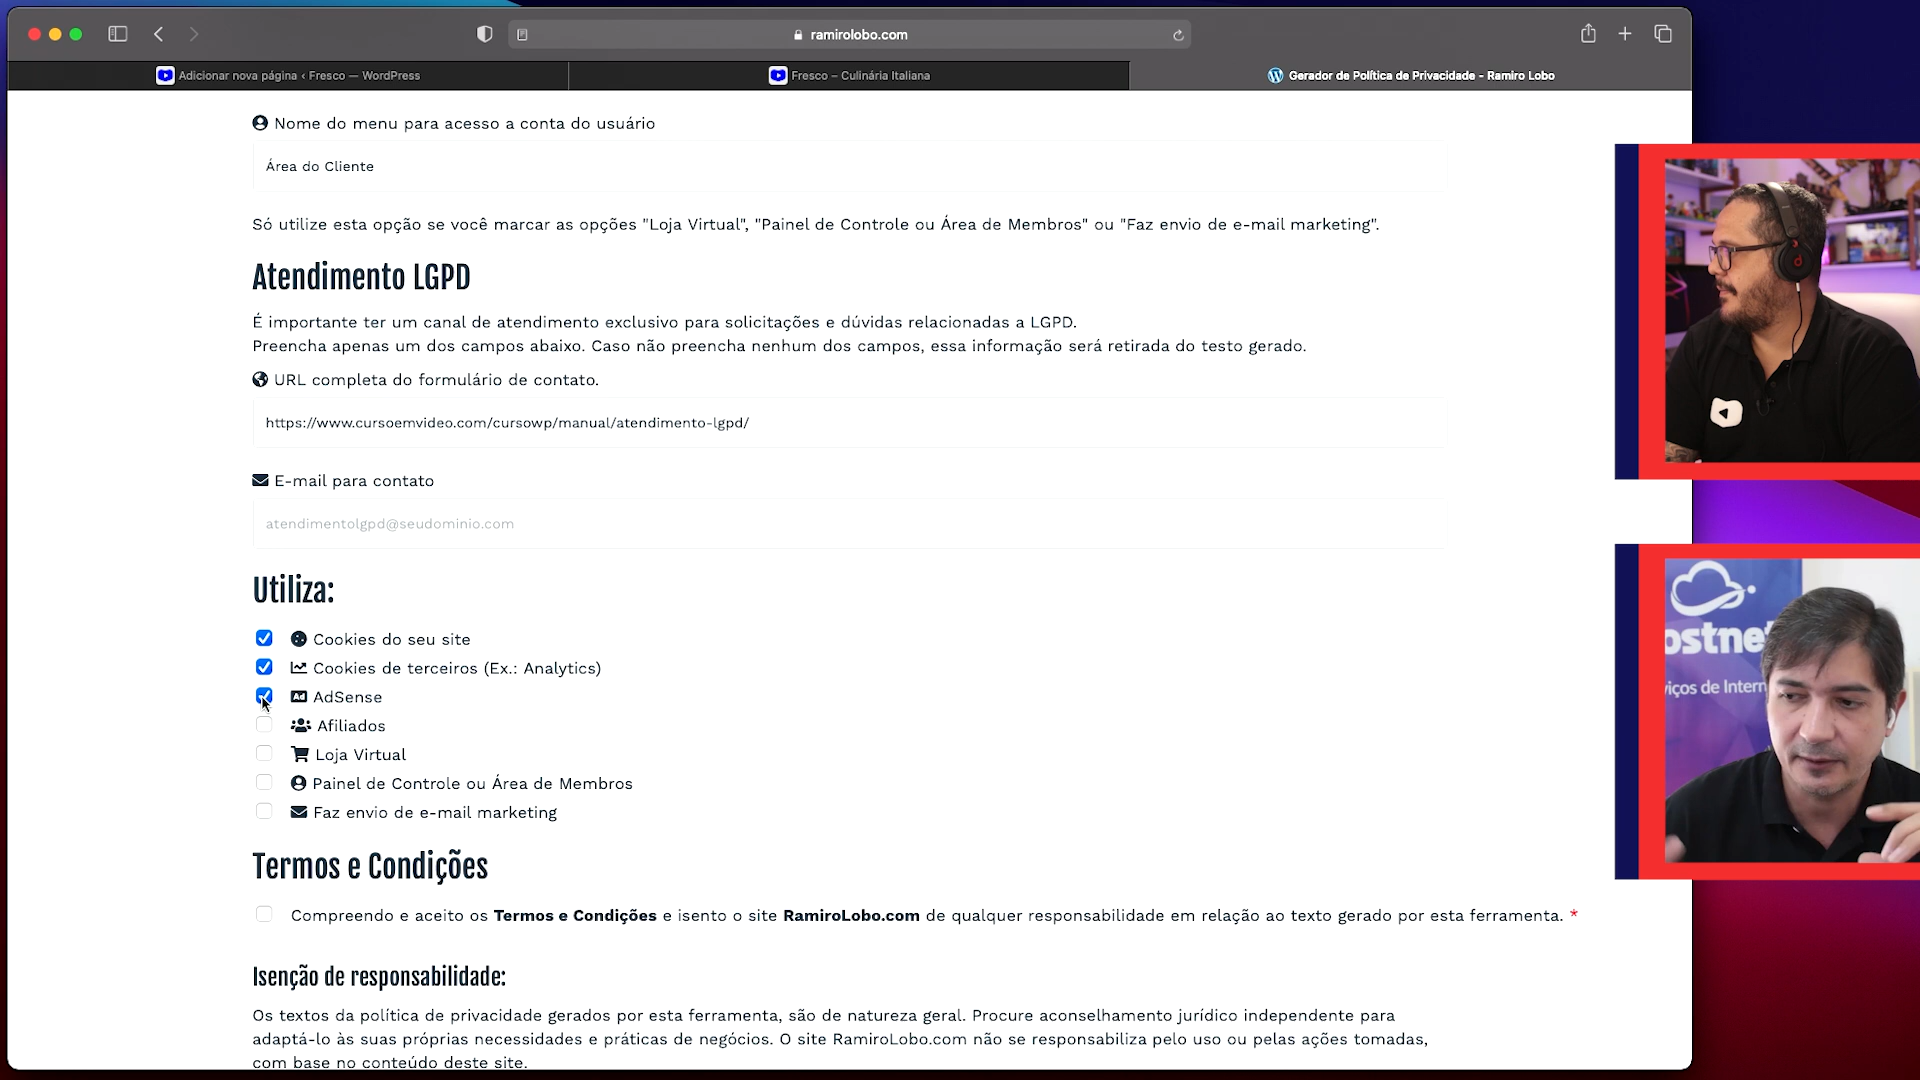 ramirolobo.com
Adicionar nova página ‹ Fresco — WordPress
Fresco – Culinária Italiana
Gerador de Política de Privacidade - Ramiro Lobo
Nome do menu para acesso a conta do usuário
Área do Cliente
Só utilize esta opção se você marcar as opções "Loja Virtual", "Painel de Controle ou Área de Membros" ou "Faz envio de e-mail marketing".
Atendimento LGPD
É importante ter um canal de atendimento exclusivo para solicitações e dúvidas relacionadas a LGPD.
Preencha apenas um dos campos abaixo. Caso não preencha nenhum dos campos, essa informação será retirada do testo gerado.
URL completa do formulário de contato.
https://www.cursoemvideo.com/cursowp/manual/atendimento-lgpd/
E-mail para contato
atendimentolgpd@seudominio.com
Utiliza:
Cookies do seu site
Cookies de terceiros (Ex.: Analytics)
Ad AdSense
Afiliados
Loja Virtual
Painel de Controle ou Área de Membros
Faz envio de e-mail marketing
Termos e Condições
Compreendo e aceito os Termos e Condições e isento o site RamiroLobo.com de qualquer responsabilidade em relação ao texto gerado por esta ferramenta. *
Isenção de responsabilidade:
Os textos da política de privacidade gerados por esta ferramenta, são de natureza geral. Procure aconselhamento jurídico independente para
adaptá-lo às suas próprias necessidades e práticas de negócios. O site RamiroLobo.com não se responsabiliza pelo uso ou pelas ações tomadas,
com base no conteúdo deste site.
ostne
iços de Intern